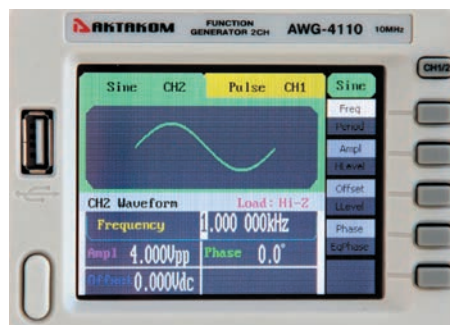 AKTAKOM FUNCTION GENERATOR 2CH AWG-4110 10MHz
CH1/2
Sine CH2 Pulse CH1 Sine
Freq
Period
Ampl
HLevel
Offset
LLevel
Phase
EqPhase
CH2 Waveform Load: Hi-Z
Frequency 1.000 000kHz
Ampl 4.000Vpp Phase 0.0°
Offset 0.000Vdc